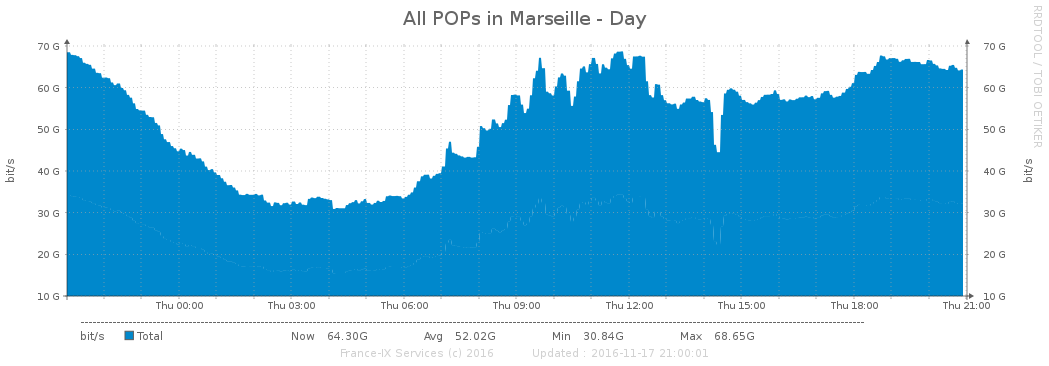 All POPs in Marseille - Day
RRDTOOL / TOBI OETIKER
70 G 70 G
60 G 60 G
50 G 50 G
40 G 40 G
30 G 30 G
20 G 20 G
10 G 10 G
bit/s
bit/s
Thu 00:00 Thu 03:00 Thu 06:00 Thu 09:00 Thu 12:00 Thu 15:00 Thu 18:00 Thu 21:00
bit/s Total Now 64.30G Avg 52.02G Min 30.84G Max 68.65G
France-IX Services (c) 2016 Updated : 2016-11-17 21:00:01